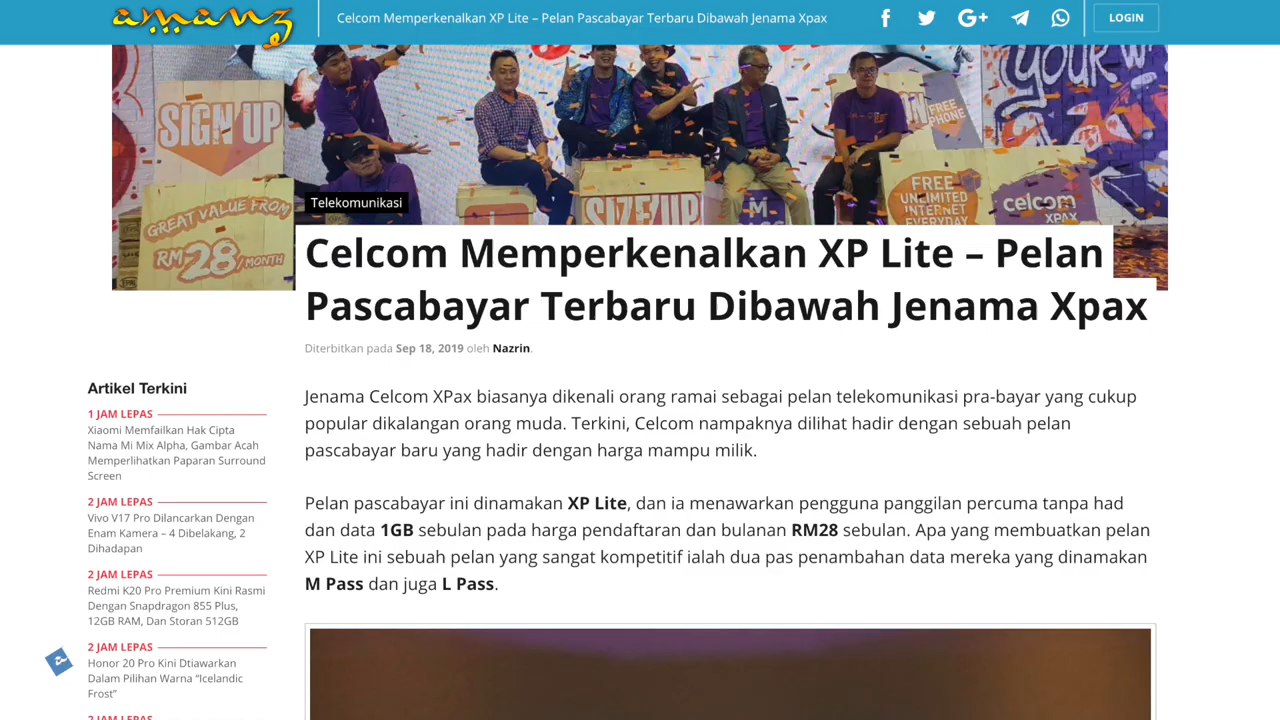 amanz
Celcom Memperkenalkan XP Lite – Pelan Pascabayar Terbaru Dibawah Jenama Xpax
LOGIN
SIGN UP
GREAT VALUE FROM
RM28/MONTH
SIZE UP
M
PASS
FREE
PHONE
FREE
UNLIMITED
INTERNET
EVERYDAY
celcom
XPAX
YOUR
Telekomunikasi
Celcom Memperkenalkan XP Lite – Pelan
Pascabayar Terbaru Dibawah Jenama Xpax
Diterbitkan pada Sep 18, 2019 oleh Nazrin.
Artikel Terkini
1 JAM LEPAS
Xiaomi Memfailkan Hak Cipta
Nama Mi Mix Alpha, Gambar Acah
Memperlihatkan Paparan Surround
Screen
2 JAM LEPAS
Vivo V17 Pro Dilancarkan Dengan
Enam Kamera – 4 Dibelakang, 2
Dihadapan
2 JAM LEPAS
Redmi K20 Pro Premium Kini Rasmi
Dengan Snapdragon 855 Plus,
12GB RAM, Dan Storan 512GB
2 JAM LEPAS
Honor 20 Pro Kini Dtiawarkan
Dalam Pilihan Warna “Icelandic
Frost”
2 JAM LEPAS
Jenama Celcom XPax biasanya dikenali orang ramai sebagai pelan telekomunikasi pra-bayar yang cukup
popular dikalangan orang muda. Terkini, Celcom nampaknya dilihat hadir dengan sebuah pelan
pascabayar baru yang hadir dengan harga mampu milik.
Pelan pascabayar ini dinamakan XP Lite, dan ia menawarkan pengguna panggilan percuma tanpa had
dan data 1GB sebulan pada harga pendaftaran dan bulanan RM28 sebulan. Apa yang membuatkan pelan
XP Lite ini sebuah pelan yang sangat kompetitif ialah dua pas penambahan data mereka yang dinamakan
M Pass dan juga L Pass.